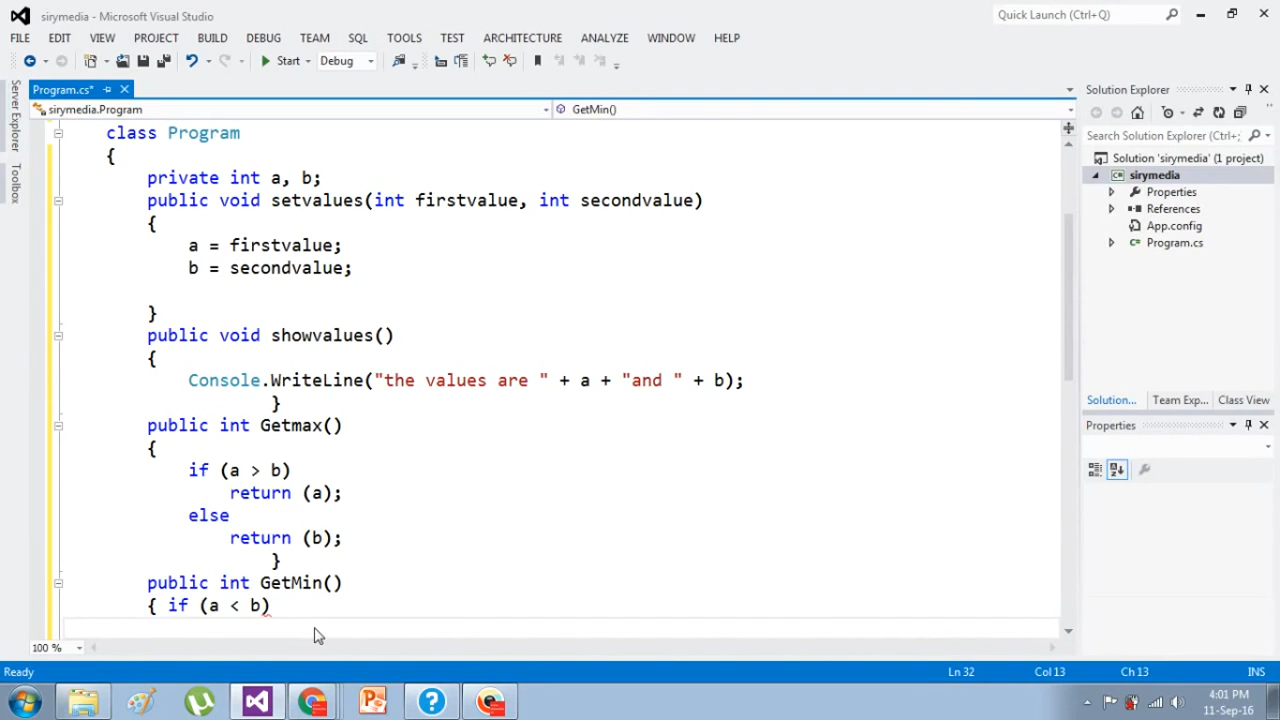 sirymedia - Microsoft Visual Studio
Quick Launch (Ctrl+Q)
FILE EDIT VIEW PROJECT BUILD DEBUG TEAM SQL TOOLS TEST ARCHITECTURE ANALYZE WINDOW HELP
Start Debug
Server Explorer
Toolbox
Program.cs*
sirymedia.Program
GetMin()
class Program
{
private int a, b;
public void setvalues(int firstvalue, int secondvalue)
{
a = firstvalue;
b = secondvalue;
}
public void showvalues()
{
Console.WriteLine("the values are " + a + "and " + b);
}
public int Getmax()
{
if (a > b)
return (a);
else
return (b);
}
public int GetMin()
{ if (a < b)
100 %
Solution Explorer
Search Solution Explorer (Ctrl+;
Solution 'sirymedia' (1 project)
sirymedia
Properties
References
App.config
Program.cs
Solution... Team Exp... Class View
Properties
Ready
Ln 32
Col 13
Ch 13
INS
4:01 PM
11-Sep-16